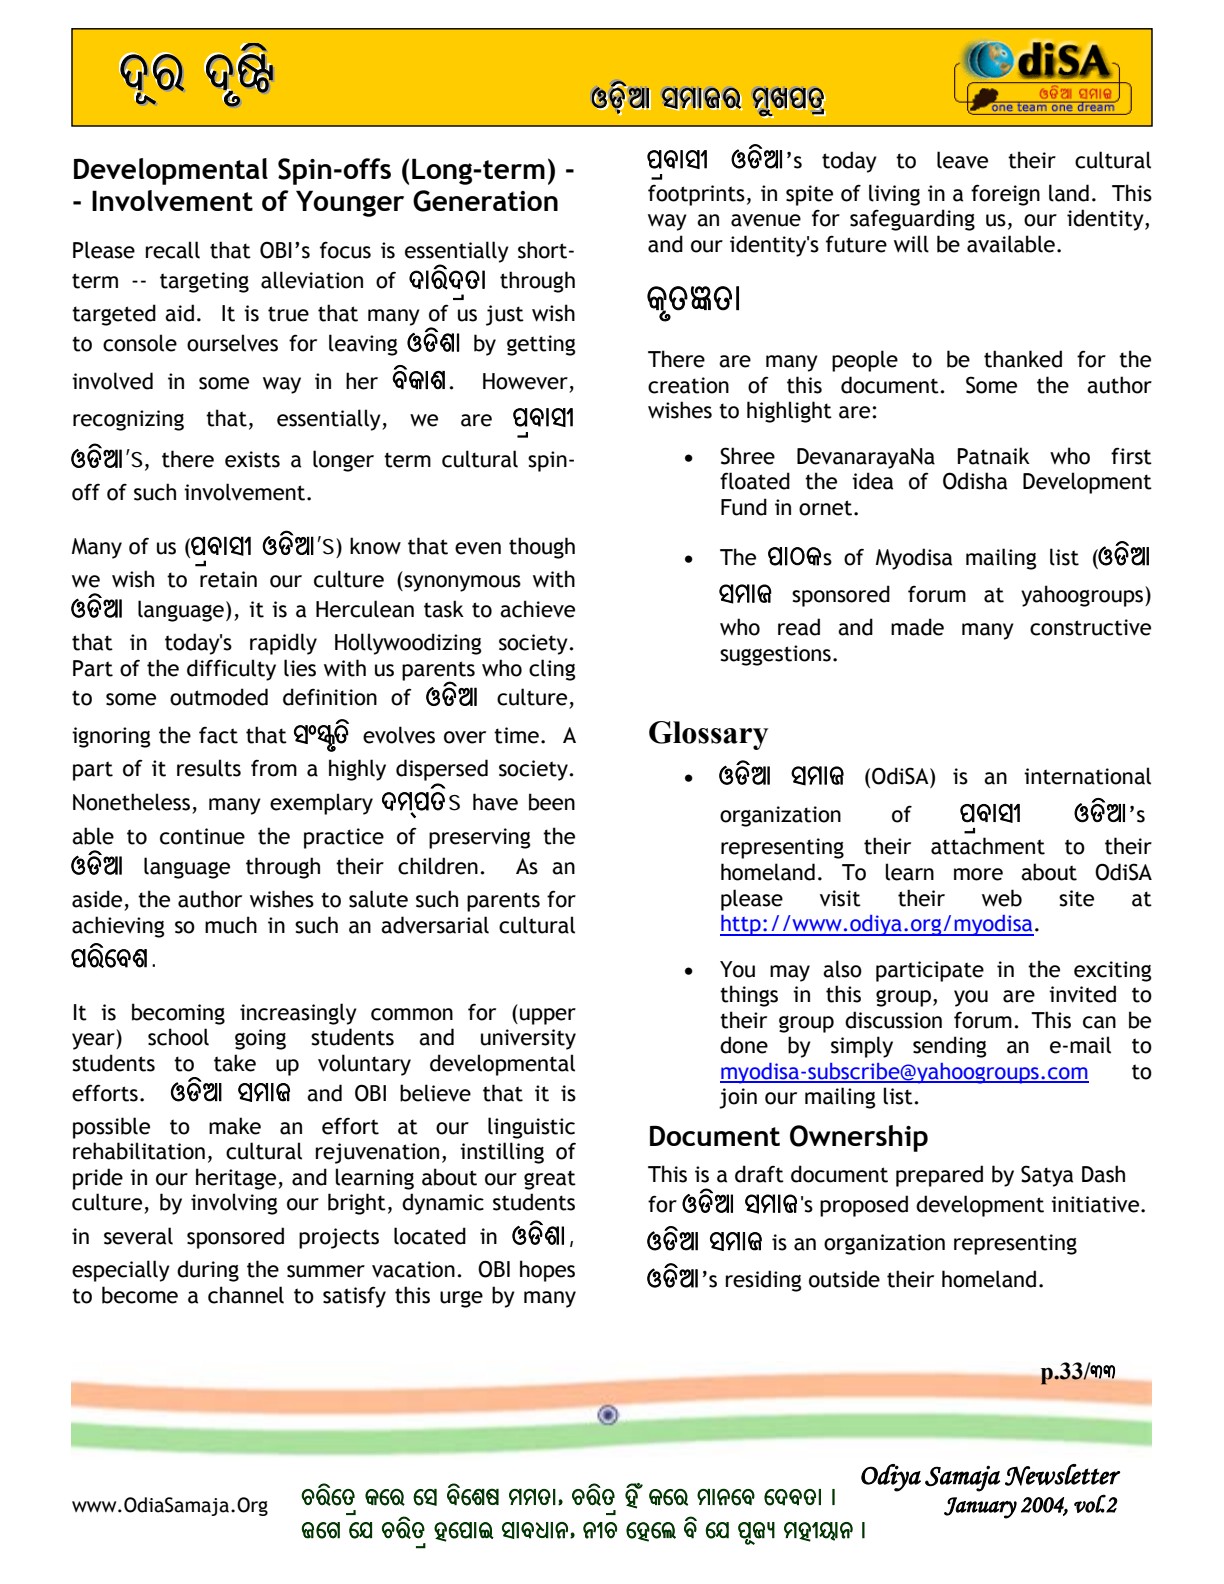 ଦୂର ଦୃଷ୍ଟି
ଓଡ଼ିଆ ସମାଜର ମୁଖପତ୍ର
OdiSA
ଓଡିଆ ସମାଜ
one team one dream
Developmental Spin-offs (Long-term) -
- Involvement of Younger Generation
Please recall that OBI’s focus is essentially short-
term -- targeting alleviation of ଦାରିଦ୍ରତା through
targeted aid. It is true that many of us just wish
to console ourselves for leaving ଓଡିଶା by getting
involved in some way in her ବିକାଶ. However,
recognizing that, essentially, we are ପ୍ରବାସୀ
ଓଡିଆ'S, there exists a longer term cultural spin-
off of such involvement.
Many of us (ପ୍ରବାସୀ ଓଡିଆ'S) know that even though
we wish to retain our culture (synonymous with
ଓଡିଆ language), it is a Herculean task to achieve
that in today's rapidly Hollywoodizing society.
Part of the difficulty lies with us parents who cling
to some outmoded definition of ଓଡିଆ culture,
ignoring the fact that ସଂସ୍କୃତି evolves over time. A
part of it results from a highly dispersed society.
Nonetheless, many exemplary ଦମ୍ପତିS have been
able to continue the practice of preserving the
ଓଡିଆ language through their children. As an
aside, the author wishes to salute such parents for
achieving so much in such an adversarial cultural
ପରିବେଶ.
It is becoming increasingly common for (upper
year) school going students and university
students to take up voluntary developmental
efforts. ଓଡିଆ ସମାଜ and OBI believe that it is
possible to make an effort at our linguistic
rehabilitation, cultural rejuvenation, instilling of
pride in our heritage, and learning about our great
culture, by involving our bright, dynamic students
in several sponsored projects located in ଓଡିଶା,
especially during the summer vacation. OBI hopes
to become a channel to satisfy this urge by many
ପ୍ରବାସୀ ଓଡିଆ’s today to leave their cultural
footprints, in spite of living in a foreign land. This
way an avenue for safeguarding us, our identity,
and our identity's future will be available.
କୃତଜ୍ଞତା
There are many people to be thanked for the
creation of this document. Some the author
wishes to highlight are:
• Shree DevanarayaNa Patnaik who first
floated the idea of Odisha Development
Fund in ornet.
• The ପାଠକs of Myodisa mailing list (ଓଡିଆ
ସମାଜ sponsored forum at yahoogroups)
who read and made many constructive
suggestions.
Glossary
• ଓଡିଆ ସମାଜ (OdiSA) is an international
organization of ପ୍ରବାସୀ ଓଡିଆ’s
representing their attachment to their
homeland. To learn more about OdiSA
please visit their web site at
http://www.odiya.org/myodisa.
• You may also participate in the exciting
things in this group, you are invited to
their group discussion forum. This can be
done by simply sending an e-mail to
myodisa-subscribe@yahoogroups.com to
join our mailing list.
Document Ownership
This is a draft document prepared by Satya Dash
for ଓଡିଆ ସମାଜ's proposed development initiative.
ଓଡିଆ ସମାଜ is an organization representing
ଓଡିଆ’s residing outside their homeland.
p.33/୩୩
Odiya Samaja Newsletter
www.OdiaSamaja.Org
ଚରିତ୍ରେ କରେ ସେ ବିଶେଷ ମମତା, ଚରିତ୍ର ହିଁ କରେ ମାନବେ ଦେବତା ।
January 2004, vol.2
ଜଗେ ଯେ ଚରିତ୍ର ହପୋଇ ସାବଧାନ, ନୀଚ ହେଲେ ବି ଯେ ପୂଜ୍ୟ ମହୀୟାନ ।